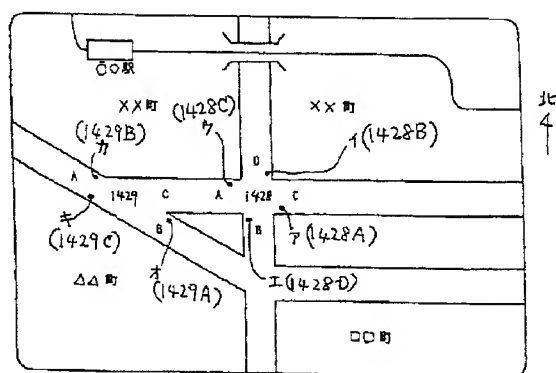 ○○駅
北
××町
(1428C)
ウ
××町
イ(1428B)
(1429B)
カ
D
A
1429
C
A
1428
C
キ
(1429C)
B
オ
(1429A)
B
ア(1428A)
エ(1428D)
△△町
□□町